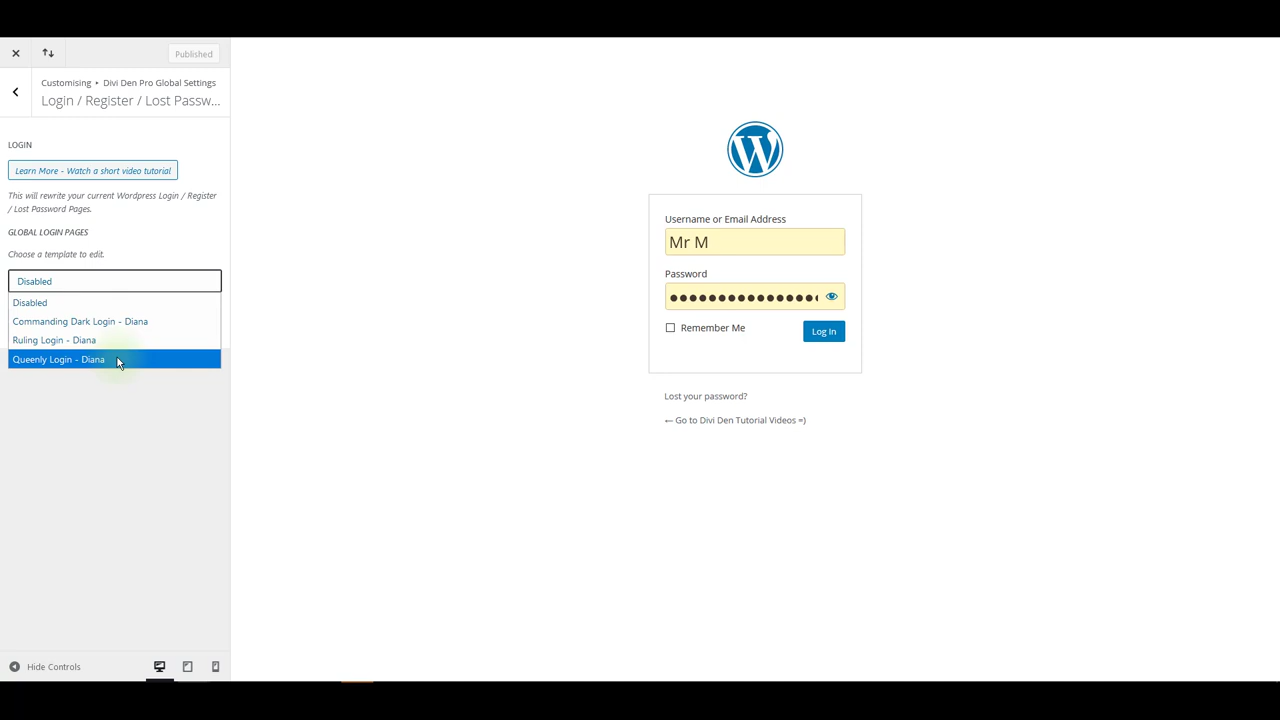 Published
Customising ▸ Divi Den Pro Global Settings
Login / Register / Lost Passw...
LOGIN
Learn More - Watch a short video tutorial
This will rewrite your current Wordpress Login / Register
/ Lost Password Pages.
GLOBAL LOGIN PAGES
Choose a template to edit.
Disabled
Disabled
Commanding Dark Login - Diana
Ruling Login - Diana
Queenly Login - Diana
Hide Controls
Username or Email Address
Mr M
Password
Remember Me
Log In
Lost your password?
← Go to Divi Den Tutorial Videos =)